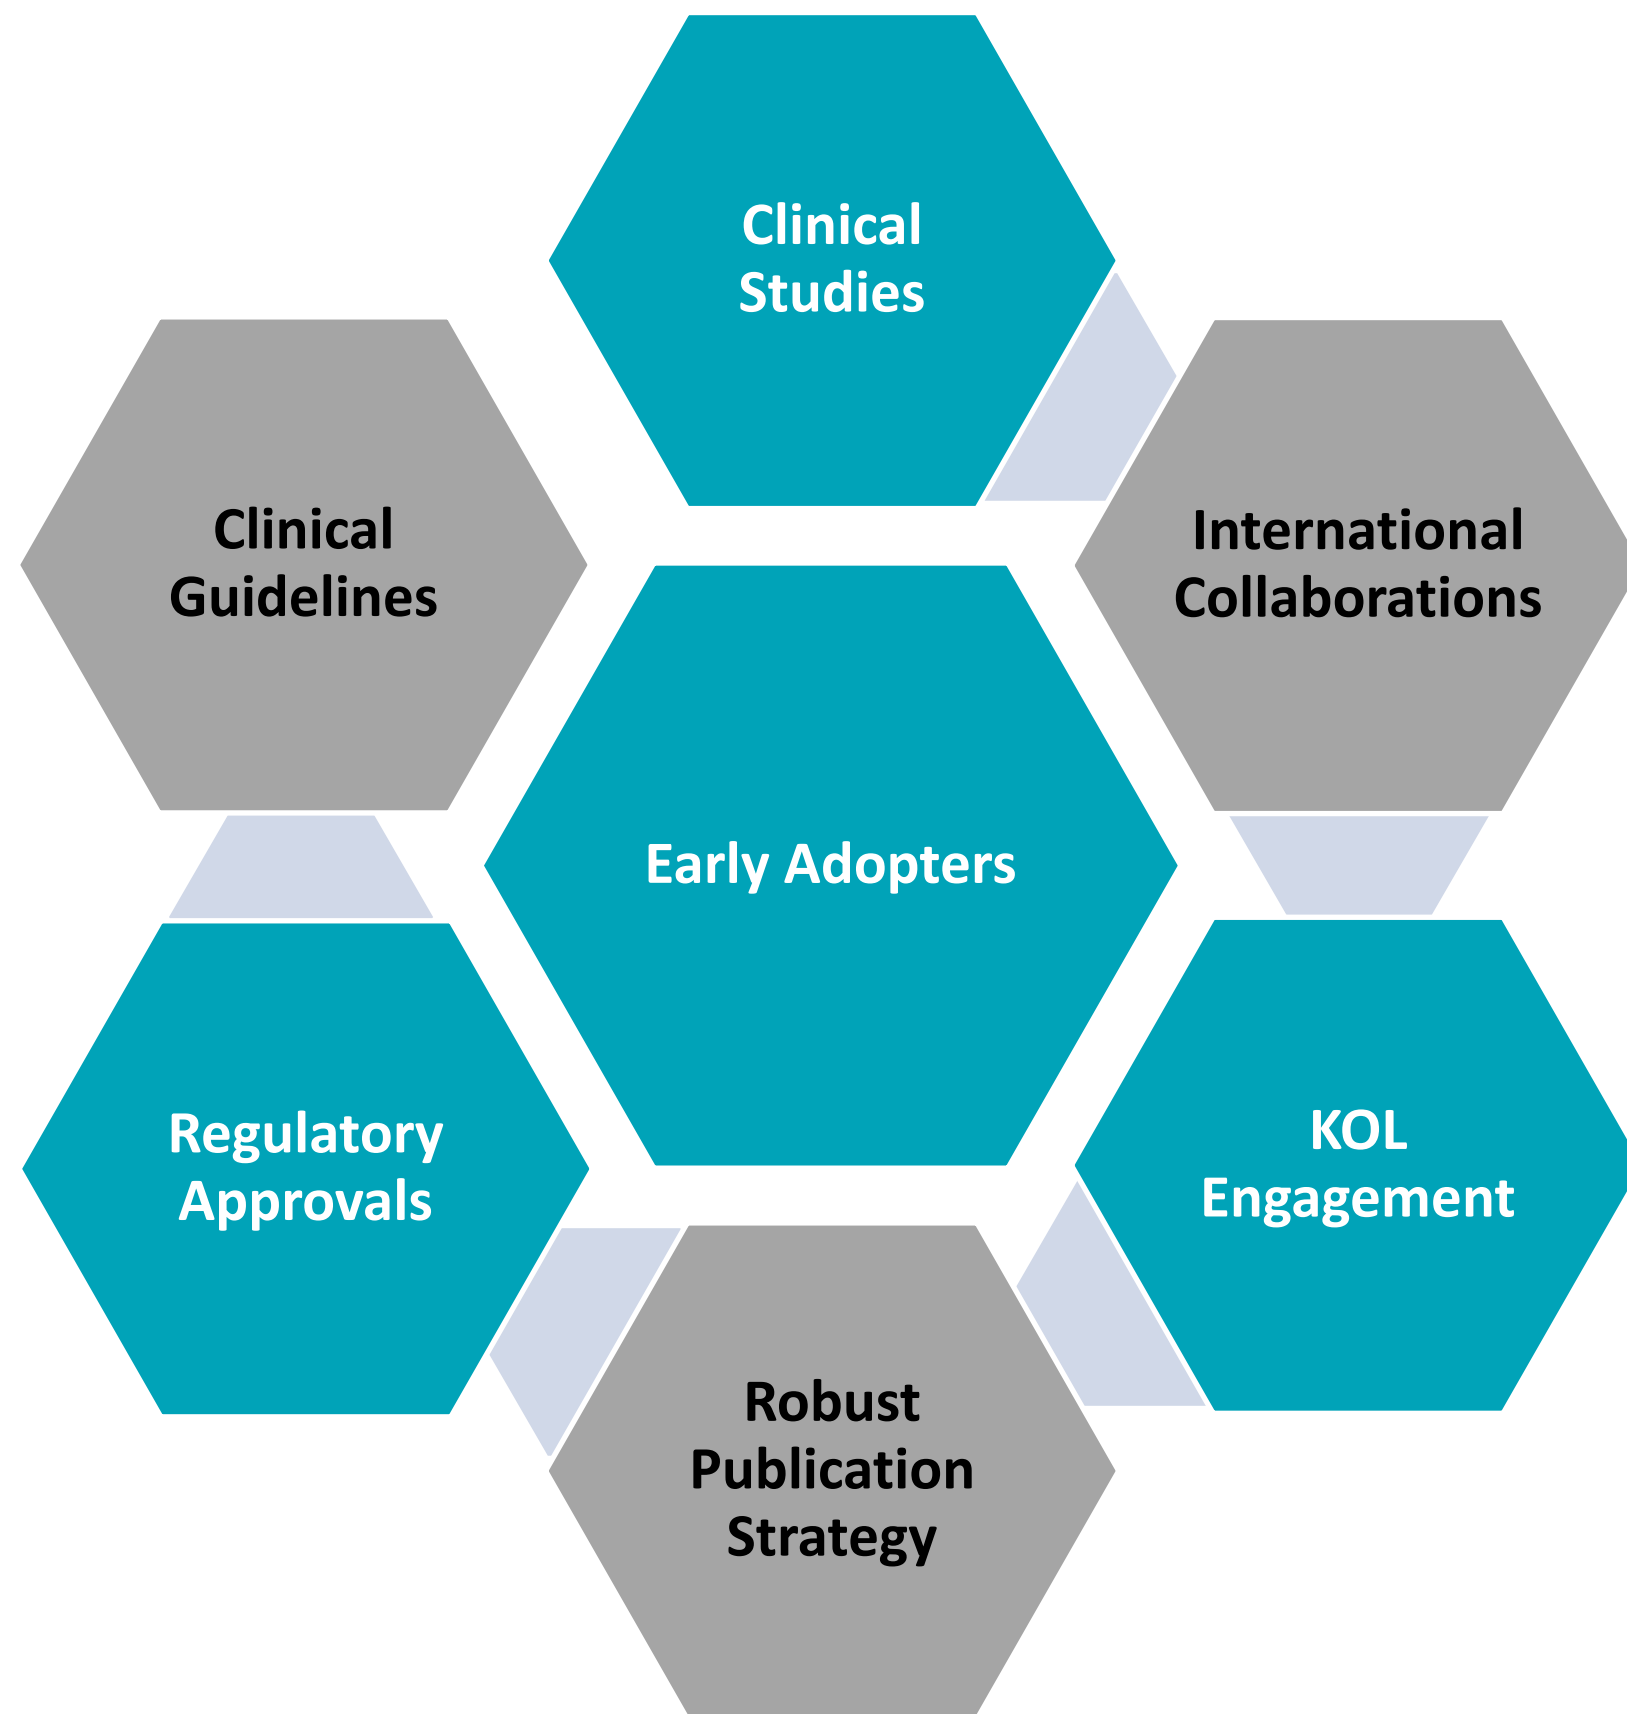 Clinical
Studies
Clinical
Guidelines
International
Collaborations
Early Adopters
Regulatory
Approvals
KOL
Engagement
Robust
Publication
Strategy